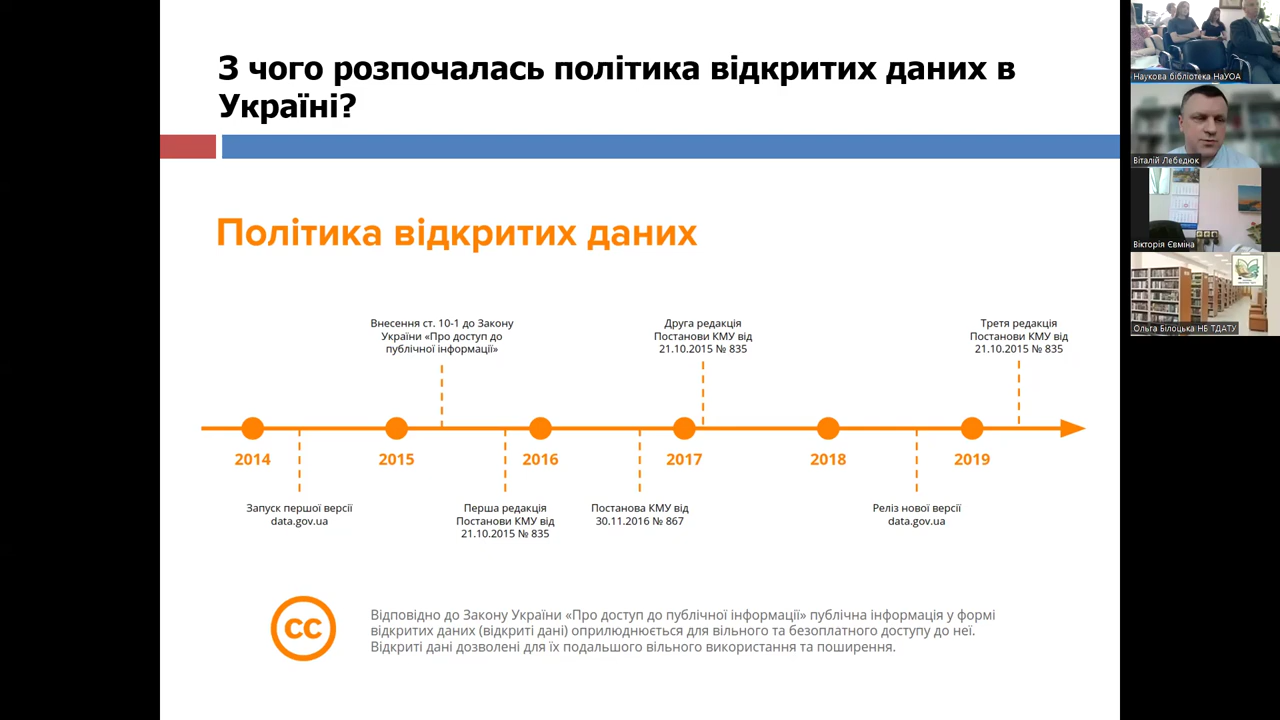 З чого розпочалась політика відкритих даних в
Україні?
Політика відкритих даних
Внесення ст. 10-1 до Закону
України «Про доступ до
публічної інформації»
Друга редакція
Постанови КМУ від
21.10.2015 № 835
Третя редакція
Постанови КМУ від
21.10.2015 № 835
2014
2015
2016
2017
2018
2019
Запуск першої версії
data.gov.ua
Перша редакція
Постанови КМУ від
21.10.2015 № 835
Постанова КМУ від
30.11.2016 № 867
Реліз нової версії
data.gov.ua
cc
Відповідно до Закону України «Про доступ до публічної інформації» публічна інформація у формі
відкритих даних (відкриті дані) оприлюднюється для вільного та безоплатного доступу до неї.
Відкриті дані дозволені для їх подальшого вільного використання та поширення.
Наукова бібліотека НаУОА
Віталій Лебедюк
Вікторія Євміна
Ольга Білоцька НБ ТДАТУ